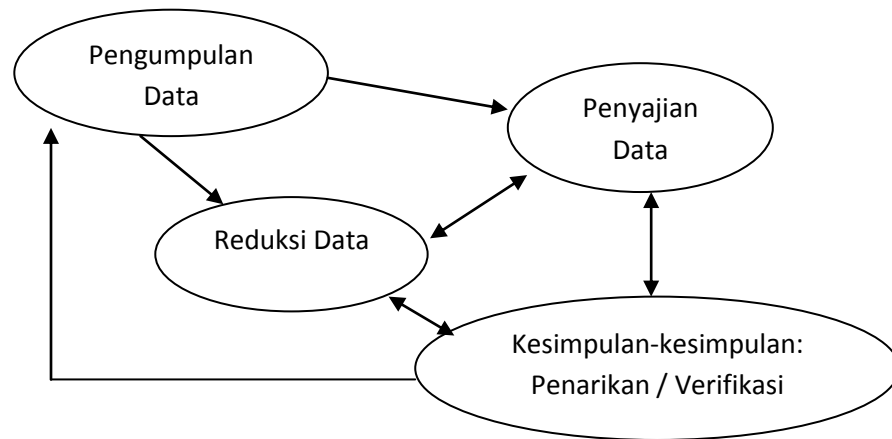 Pengumpulan
Data
Penyajian
Data
Reduksi Data
Kesimpulan-kesimpulan:
Penarikan / Verifikasi